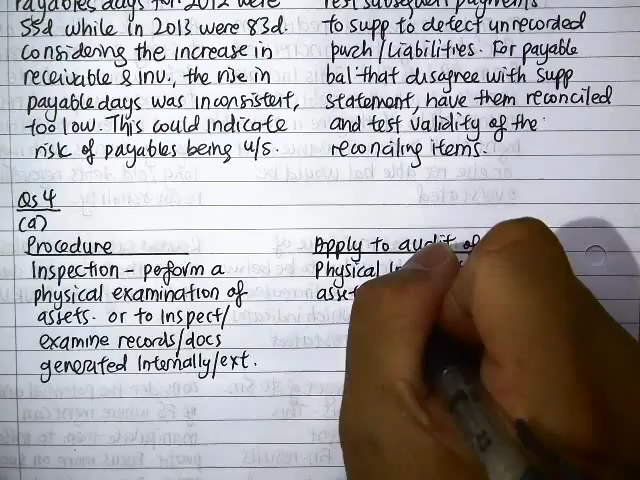 payables days for 2012 were
55d while in 2013 were 83d.
Considering the increase in
receivable & inv., the rise in
payable days was inconsistent,
too low. This could indicate
risk of payables being u/s.
Test subsequent payments
to supp to detect unrecorded
purch/liabilities. For payable
bal that disagree with supp
statement, have them reconciled
and test validity of the
reconciling items.
Qs 4
(a)
Procedure
Inspection – perform a
physical examination of
assets. or to inspect/
examine records/docs
generated internally/ext.
Apply to audit of
Physical